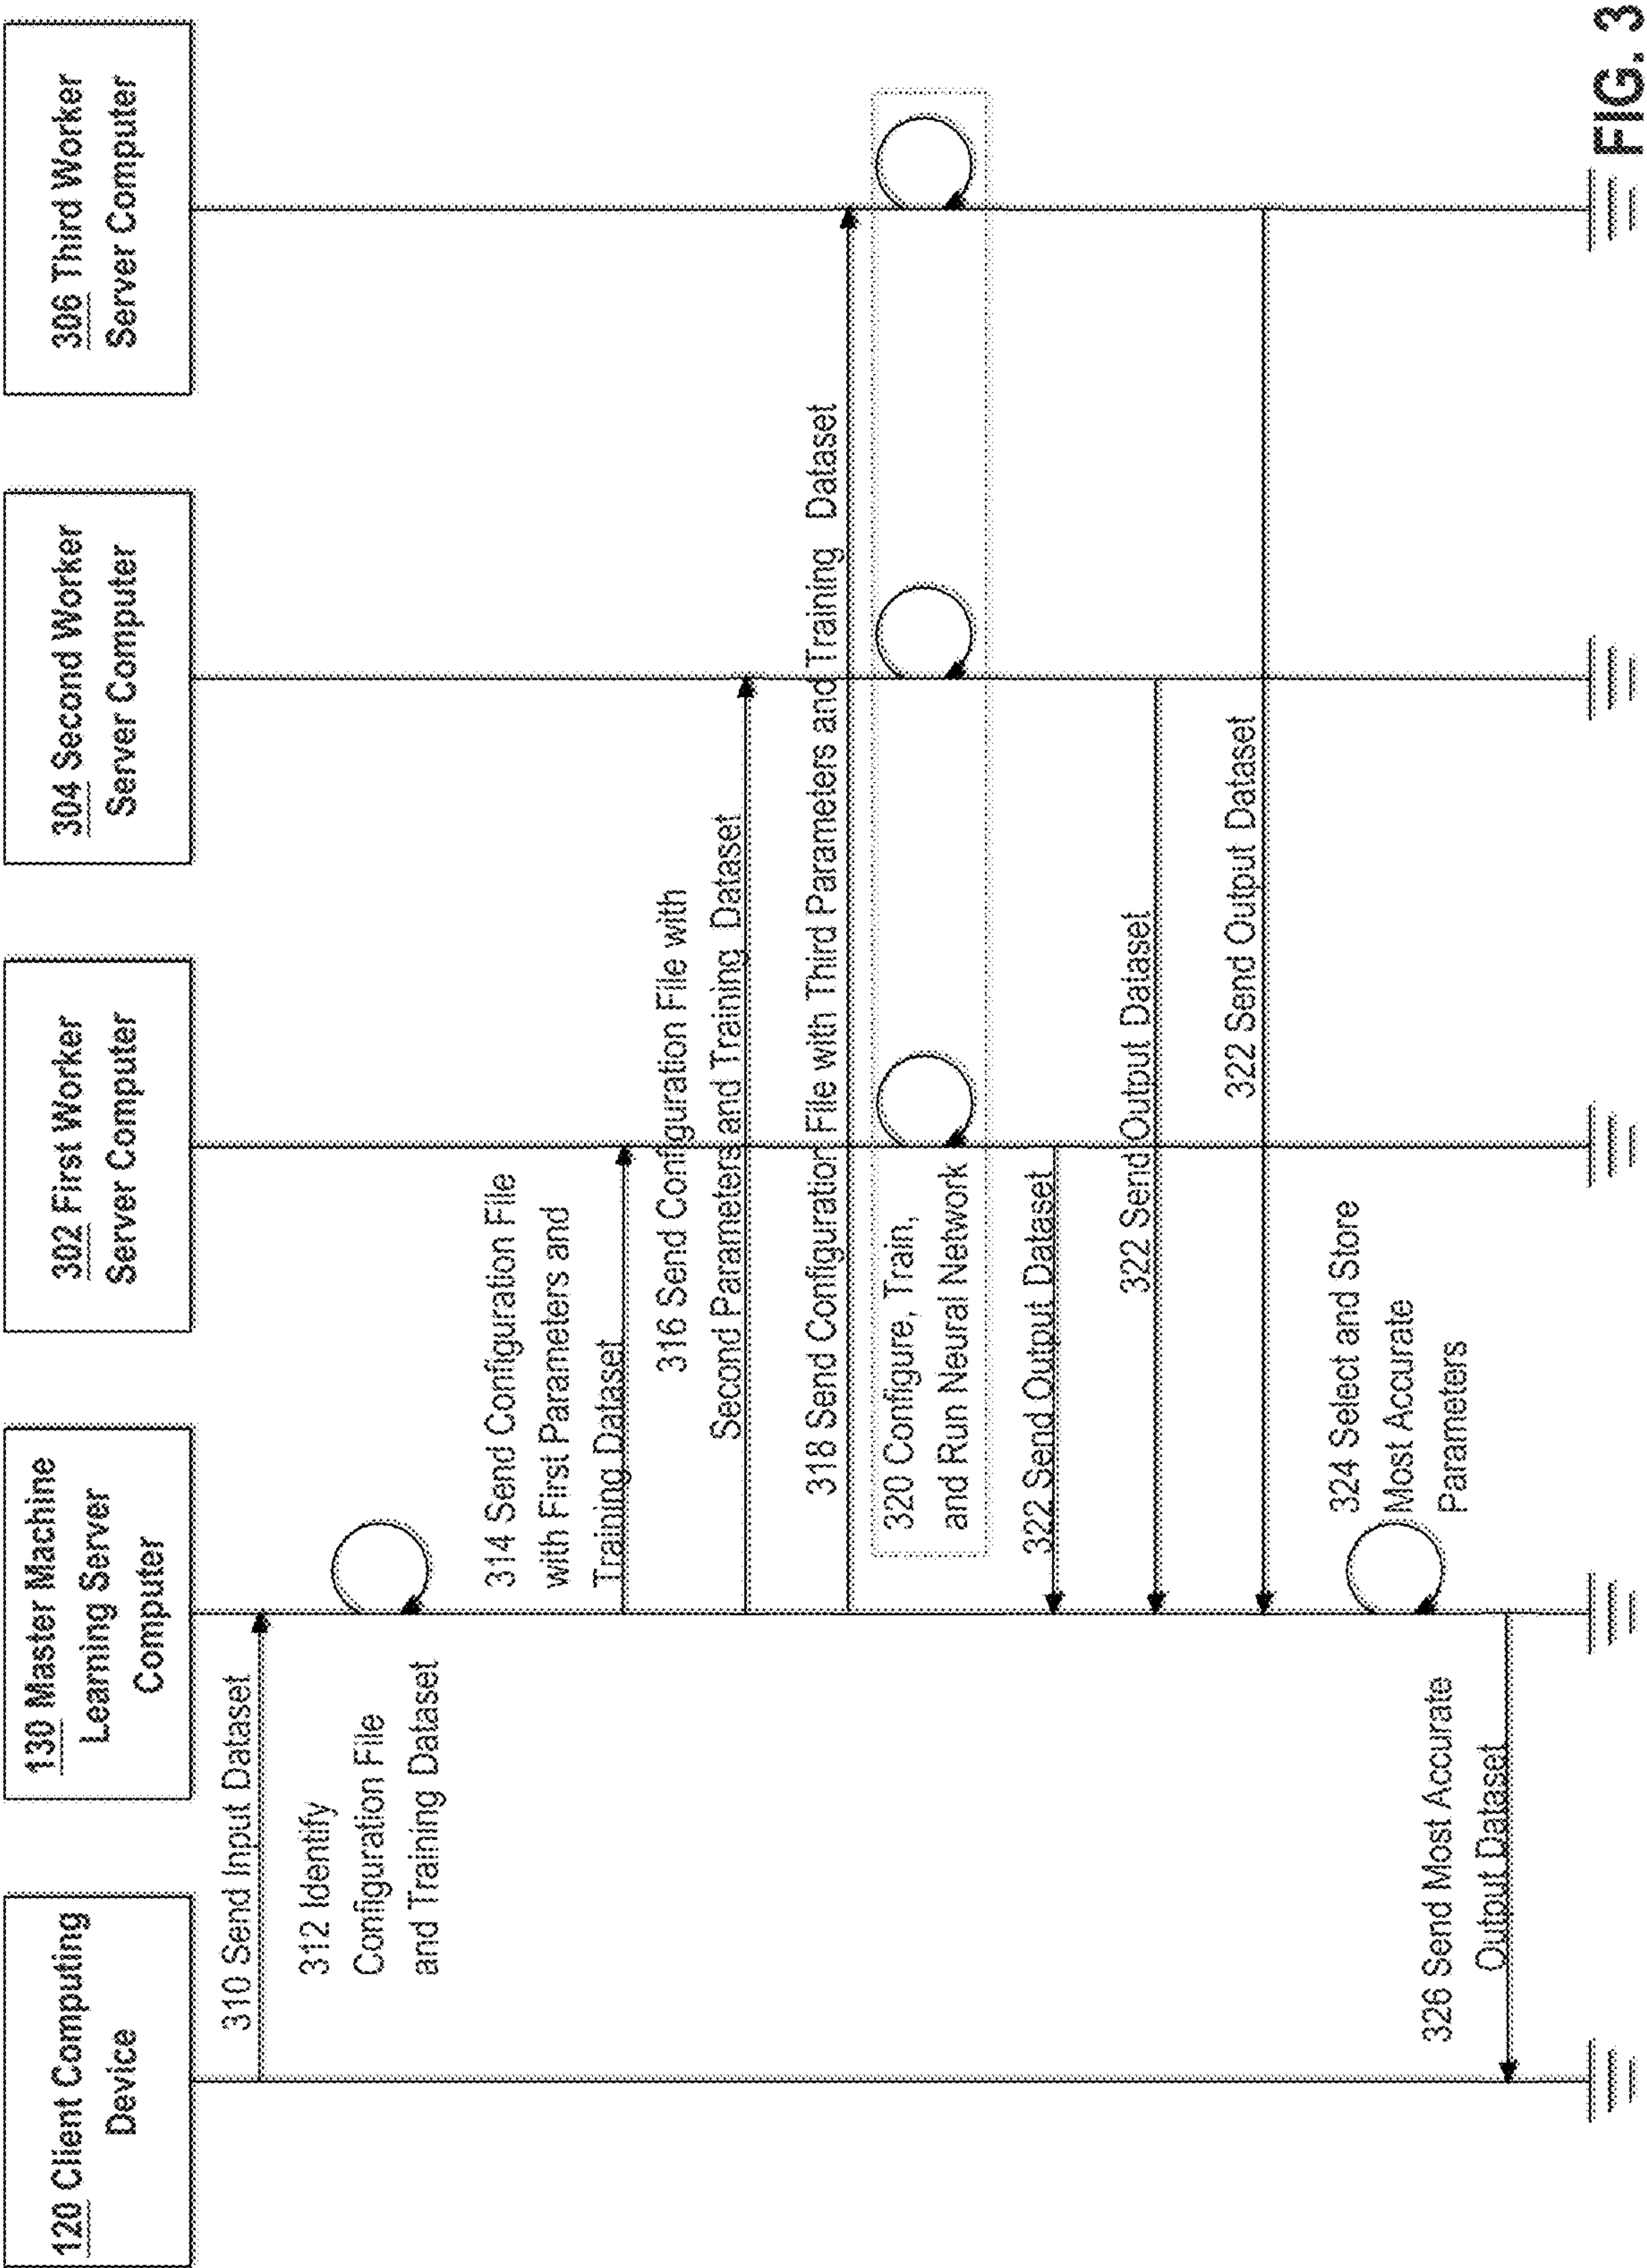 120 Client Computing
Device
130 Master Machine
Learning Server
Computer
302 First Worker
Server Computer
304 Second Worker
Server Computer
306 Third Worker
Server Computer
310 Send Input Dataset
312 Identify
Configuration File
and Training Dataset
314 Send Configuration File
with First Parameters and
Training Dataset
316 Send Configuration File with
Second Parameters and Training Dataset
318 Send Configuration File with Third Parameters and Training Dataset
320 Configure, Train,
and Run Neural Network
322 Send Output Dataset
322 Send Output Dataset
322 Send Output Dataset
324 Select and Store
Most Accurate
Parameters
326 Send Most Accurate
Output Dataset
FIG. 3